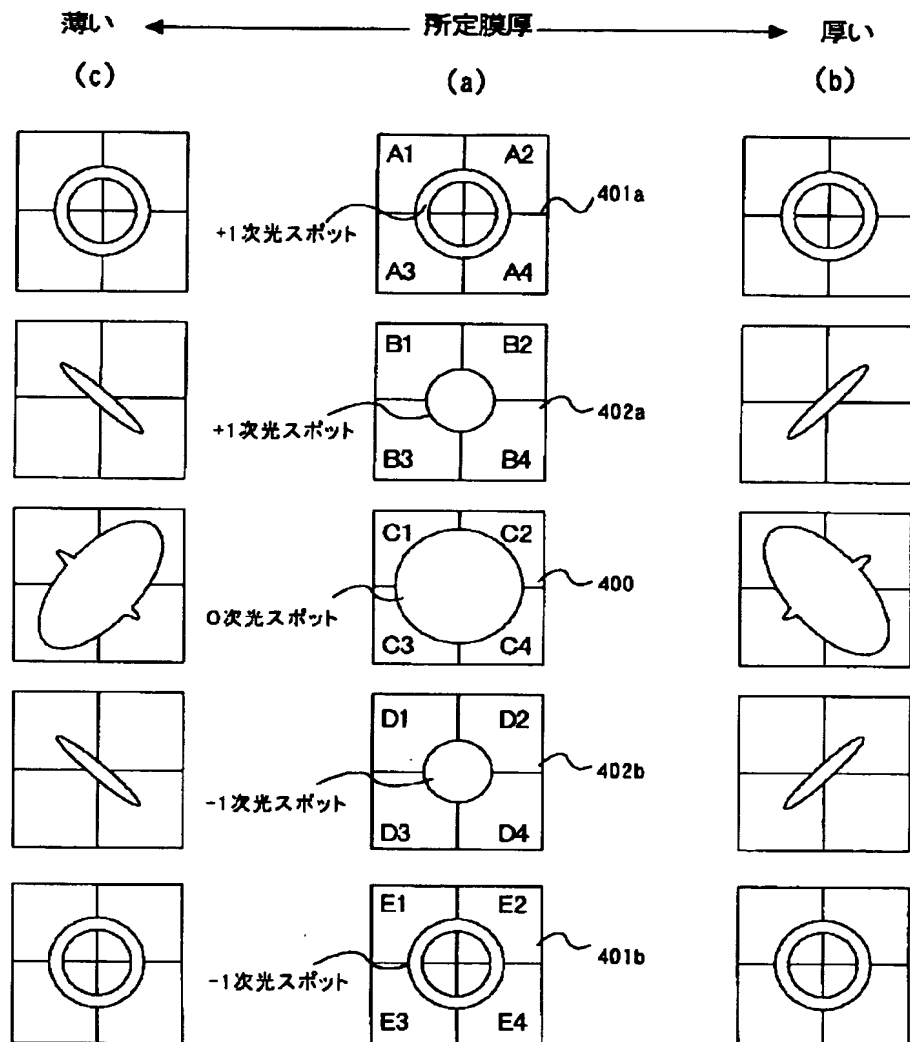 薄い 所定膜厚 厚い
(c) (a) (b)
A1 A2
401a
+1次光スポット
A3 A4
B1 B2
402a
+1次光スポット
B3 B4
C1 C2
400
0次光スポット
C3 C4
D1 D2
402b
-1次光スポット
D3 D4
E1 E2
401b
-1次光スポット
E3 E4